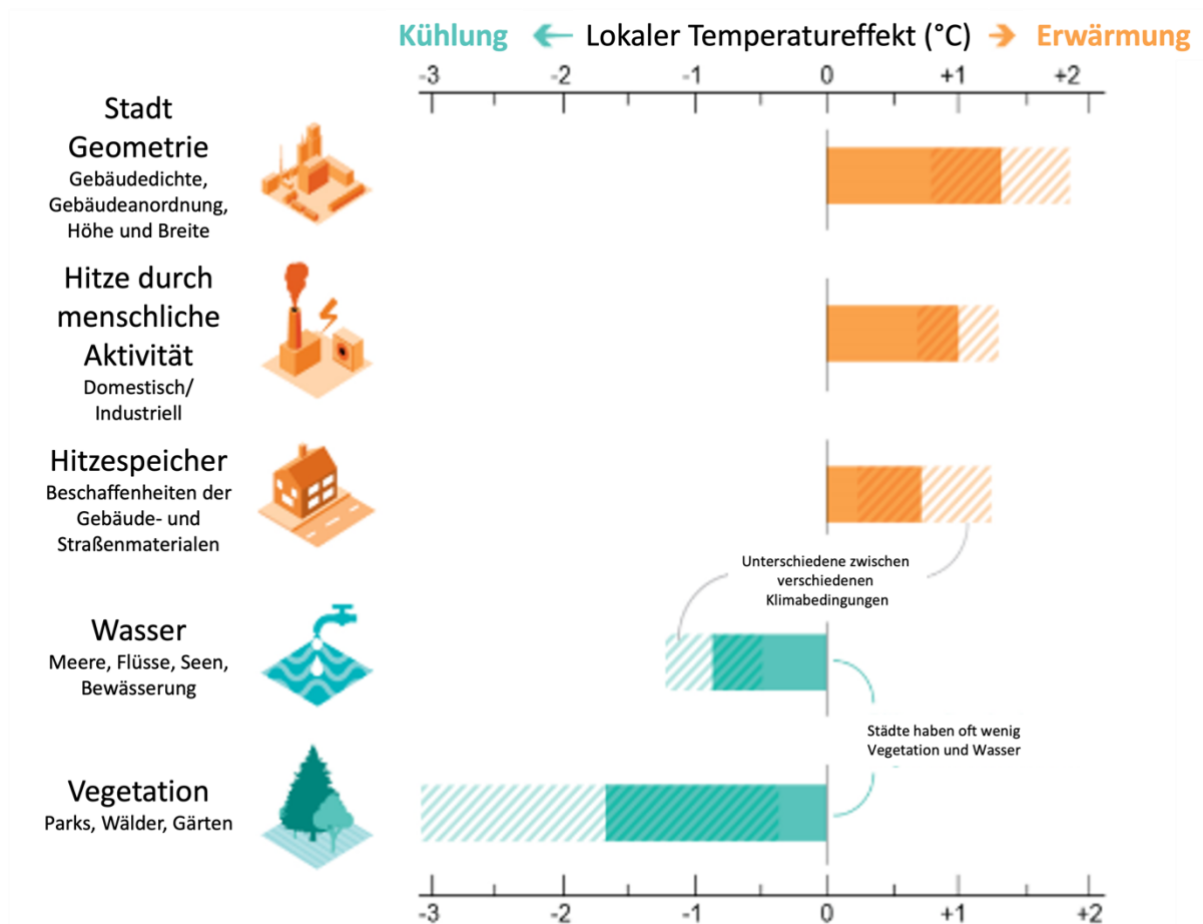 Kühlung ← Lokaler Temperatureffekt (°C) → Erwärmung
-3 -2 -1 0 +1 +2
Stadt
Geometrie
Gebäudedichte,
Gebäudeanordnung,
Höhe und Breite
Hitze durch
menschliche
Aktivität
Domestisch/
Industriell
Hitzespeicher
Beschaffenheiten der
Gebäude- und
Straßenmaterialen
Unterschiedene zwischen
verschiedenen
Klimabedingungen
Wasser
Meere, Flüsse, Seen,
Bewässerung
Städte haben oft wenig
Vegetation und Wasser
Vegetation
Parks, Wälder, Gärten
-3 -2 -1 0 +1 +2